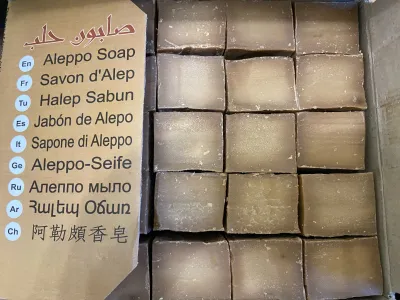 صابون حلب
En Aleppo Soap
Fr Savon d'Alep
Tu Halep Sabun
Es Jabón de Alepo
It Sapone di Aleppo
Ge Aleppo-Seife
Ru Алеппо мыло
Ar Հալեպ Օճառ
Ch 阿勒頗香皂